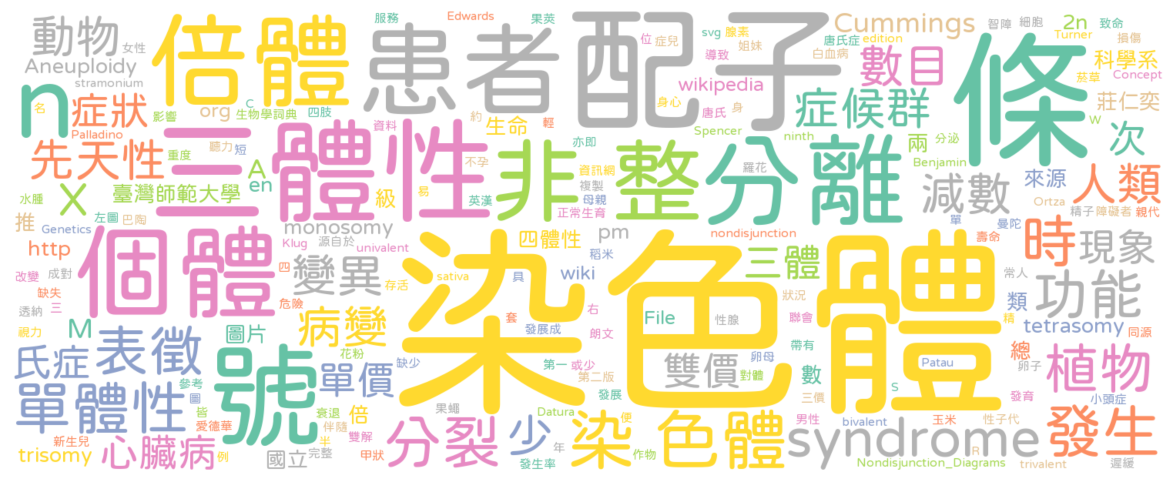 動物
女性
倍體
服務
Edwards
果英
患者
配子
svg
腺素
位
症兒
姐妹
導致
唐氏症
白血病
Cummings
智障
細胞
2n
致命
Turner
損傷
edition
Aneuploidy
stramonium
wikipedia
數目
條
科學系
菸草
Concept
n
症狀
名
影響
org
C
生物學詞典
四肢
身心
唐氏
身
症候群
莊仁奕
w
Palladino
聽力
短
資料
約
生命
輕
亦即
Spencer
ninth
兩
分泌
次
先天性
重度
A
三體性
不孕
非整
資訊網
複製
母親
分離
羅花
Benjamin
X
臺灣師範大學
en
級
易
英漢
正常生育
減數
來源
人類
Ortza
水腫
左圖
巴陶
推
Genetics
monosomy
Klug
源自於
univalent
四體性
pm
nondisjunction
單
曼陀
精子
障礙者
親代
http
個體
變異
稻米
三體
壽命
時
現象
改變
成對
四
存活
sativa
具
wiki
染色體
常人
缺失
三
危險
狀況
類
功能
透納
套
發展成
右
File
性腺
聯會
精
tetrasomy
同源
視力
M
圖片
病變
朗文
總
氏症
表徵
號
花粉
單價
缺少
第一
或少
雙價
卵母
帶有
Patau
卵子
植物
單體性
參考
圖
第二版
對體
數
三價
s
發育
小頭症
皆
愛德華
衰退
伴隨
倍
果蠅
發展
Datura
便
男性
bivalent
玉米
性子代
新生兒
trisomy
心臟病
例
半
雙解
完整
國立
甲狀
分裂
少
年
發生率
作物
染
色體
syndrome
R
發生
Nondisjunction_Diagrams
trivalent
遲緩